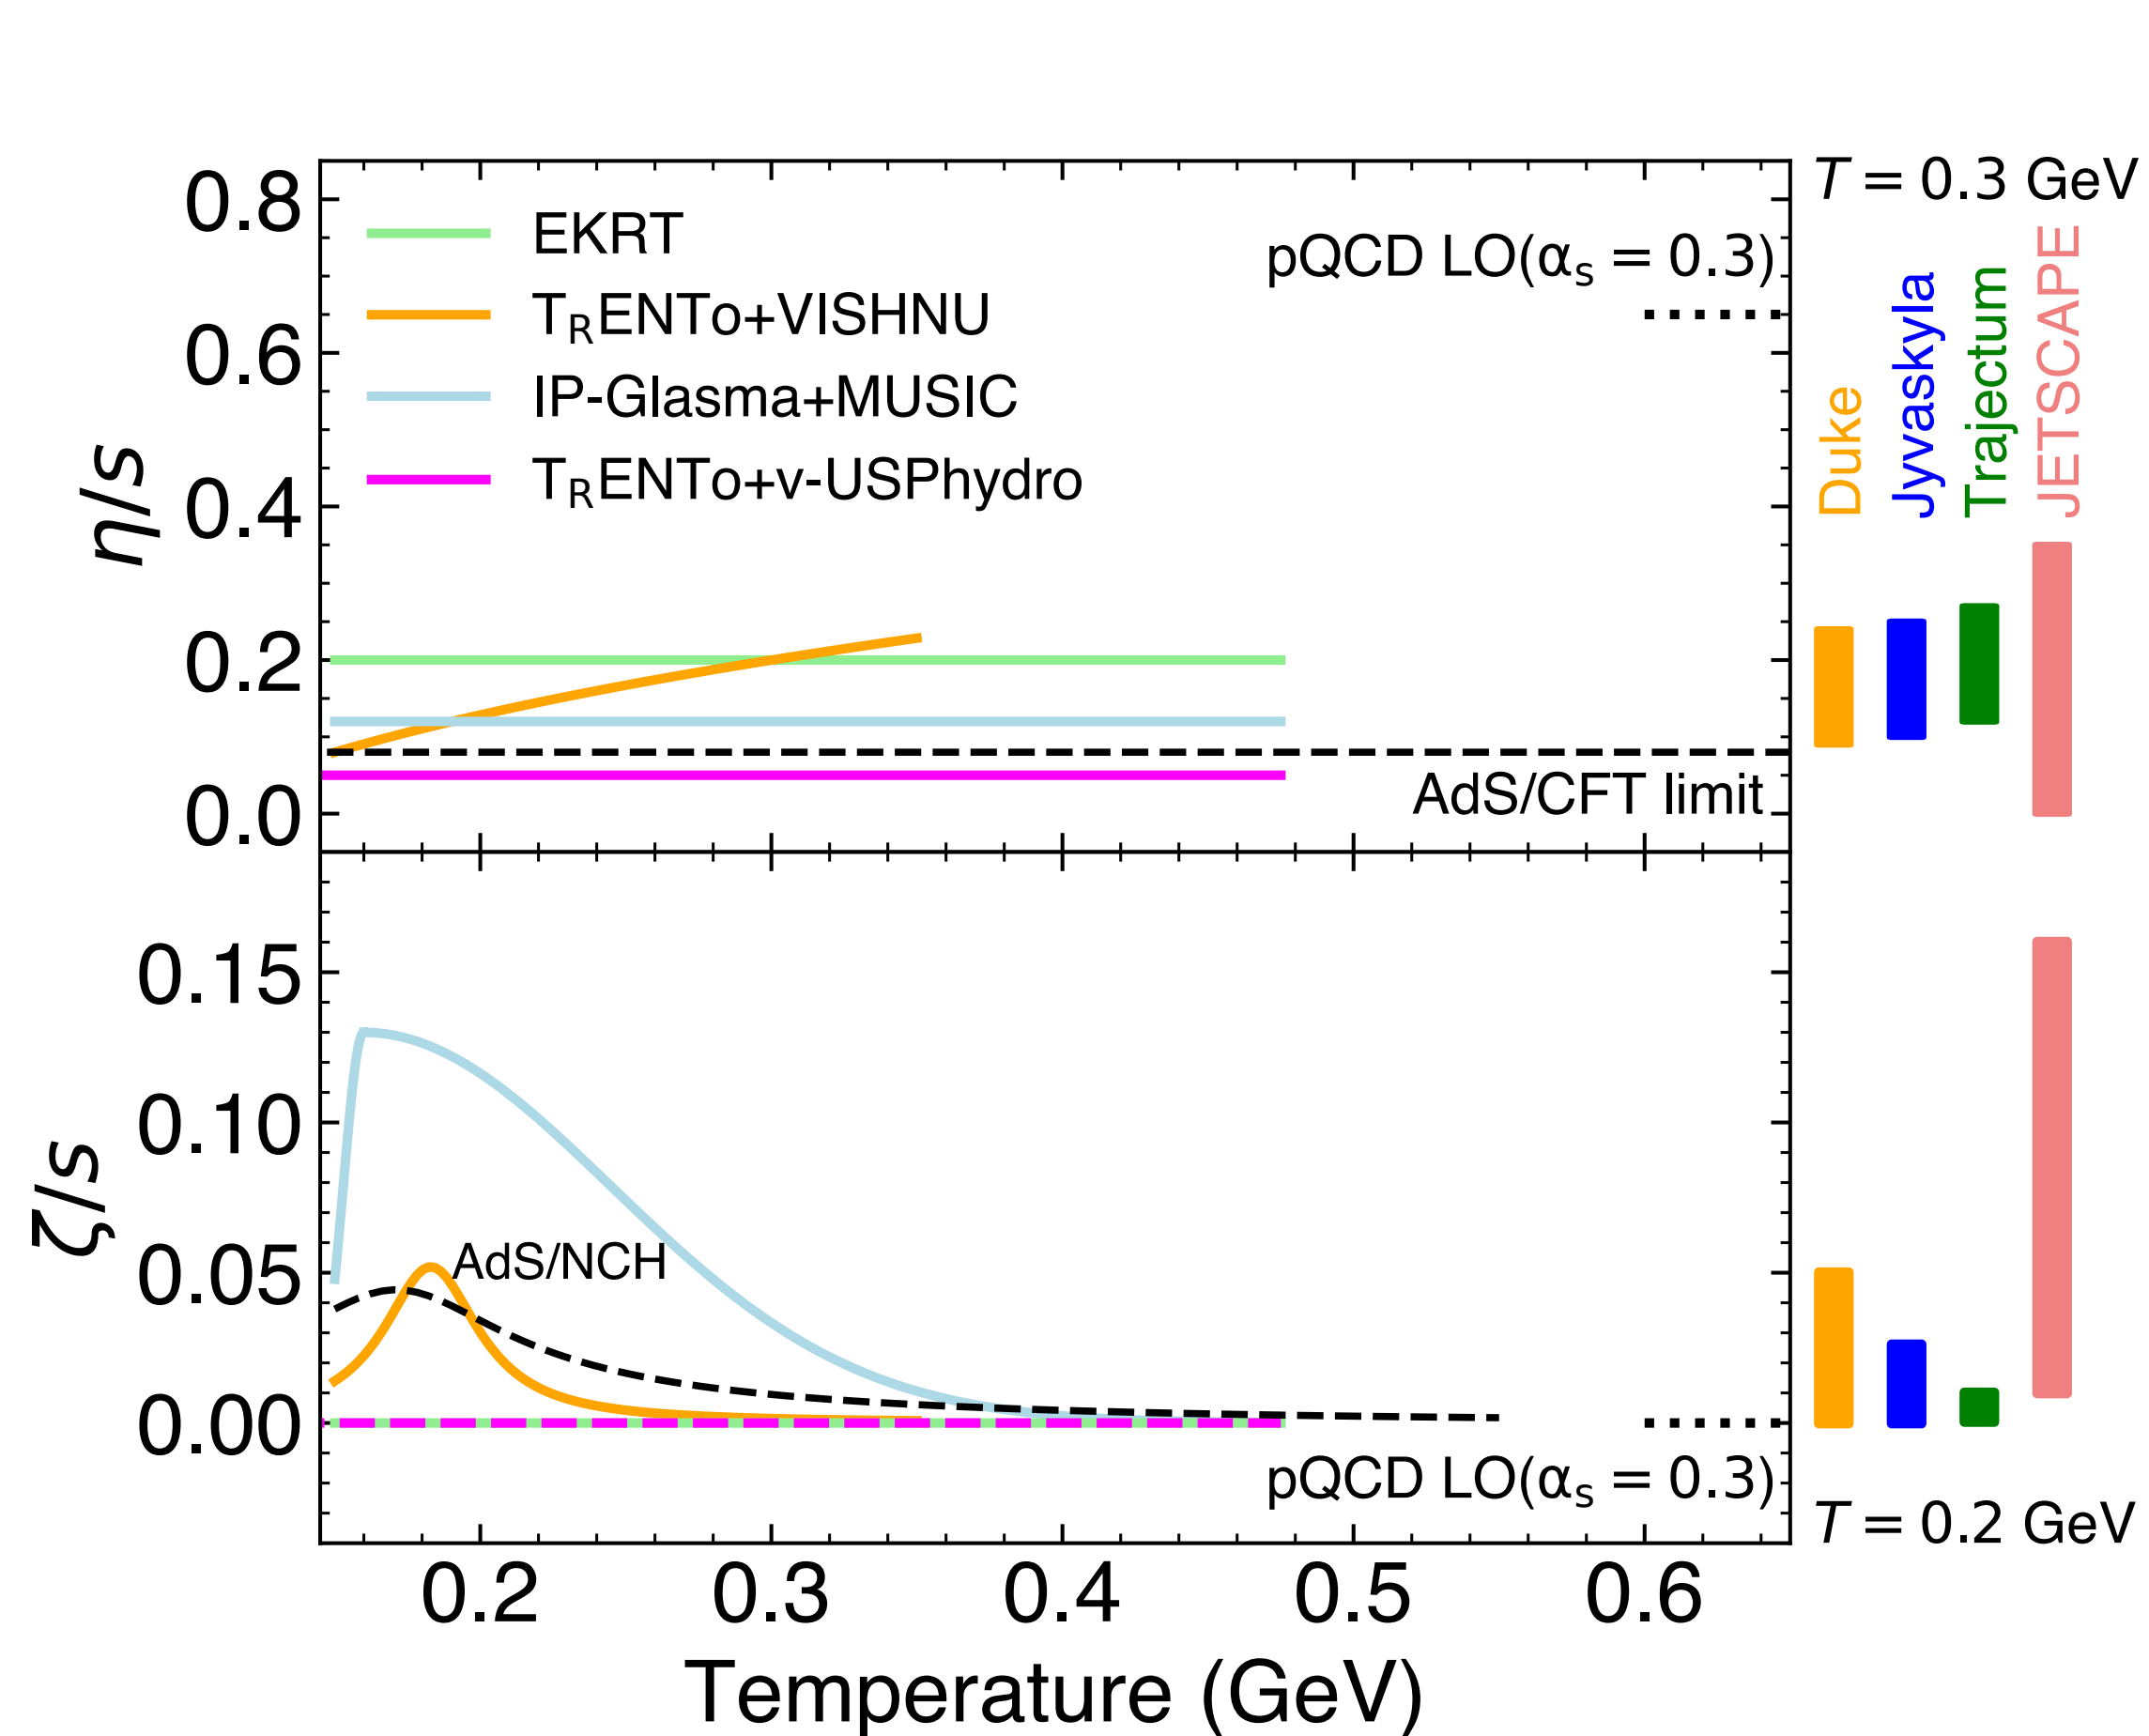 η/s
0.8
0.6
0.4
0.2
0.0
EKRT
TRENTo+VISHNU
IP-Glasma+MUSIC
TRENTo+v-USPhydro
pQCD LO(αs = 0.3)
AdS/CFT limit
T = 0.3 GeV
Duke
Jyvaskyla
Trajectum
JETSCAPE
ζ/s
0.15
0.10
0.05
0.00
AdS/NCH
pQCD LO(αs = 0.3)
T = 0.2 GeV
0.2 0.3 0.4 0.5 0.6
Temperature (GeV)